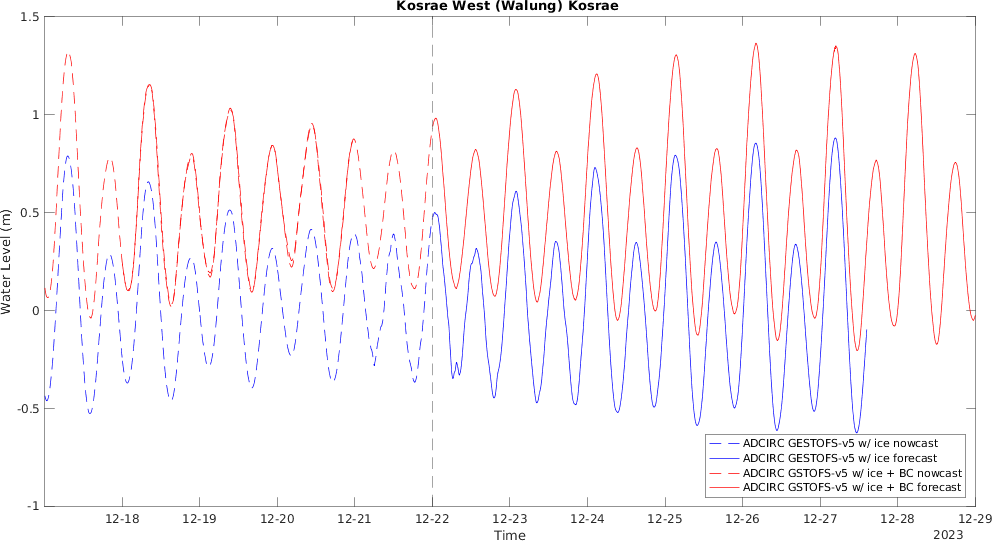 Kosrae West (Walung) Kosrae
1.5
1
0.5
0
-0.5
-1
Water Level (m)
ADCIRC GESTOFS-v5 w/ ice nowcast
ADCIRC GESTOFS-v5 w/ ice forecast
ADCIRC GSTOFS-v5 w/ ice + BC nowcast
ADCIRC GSTOFS-v5 w/ ice + BC forecast
12-18 12-19 12-20 12-21 12-22 12-23 12-24 12-25 12-26 12-27 12-28 12-29
Time
2023